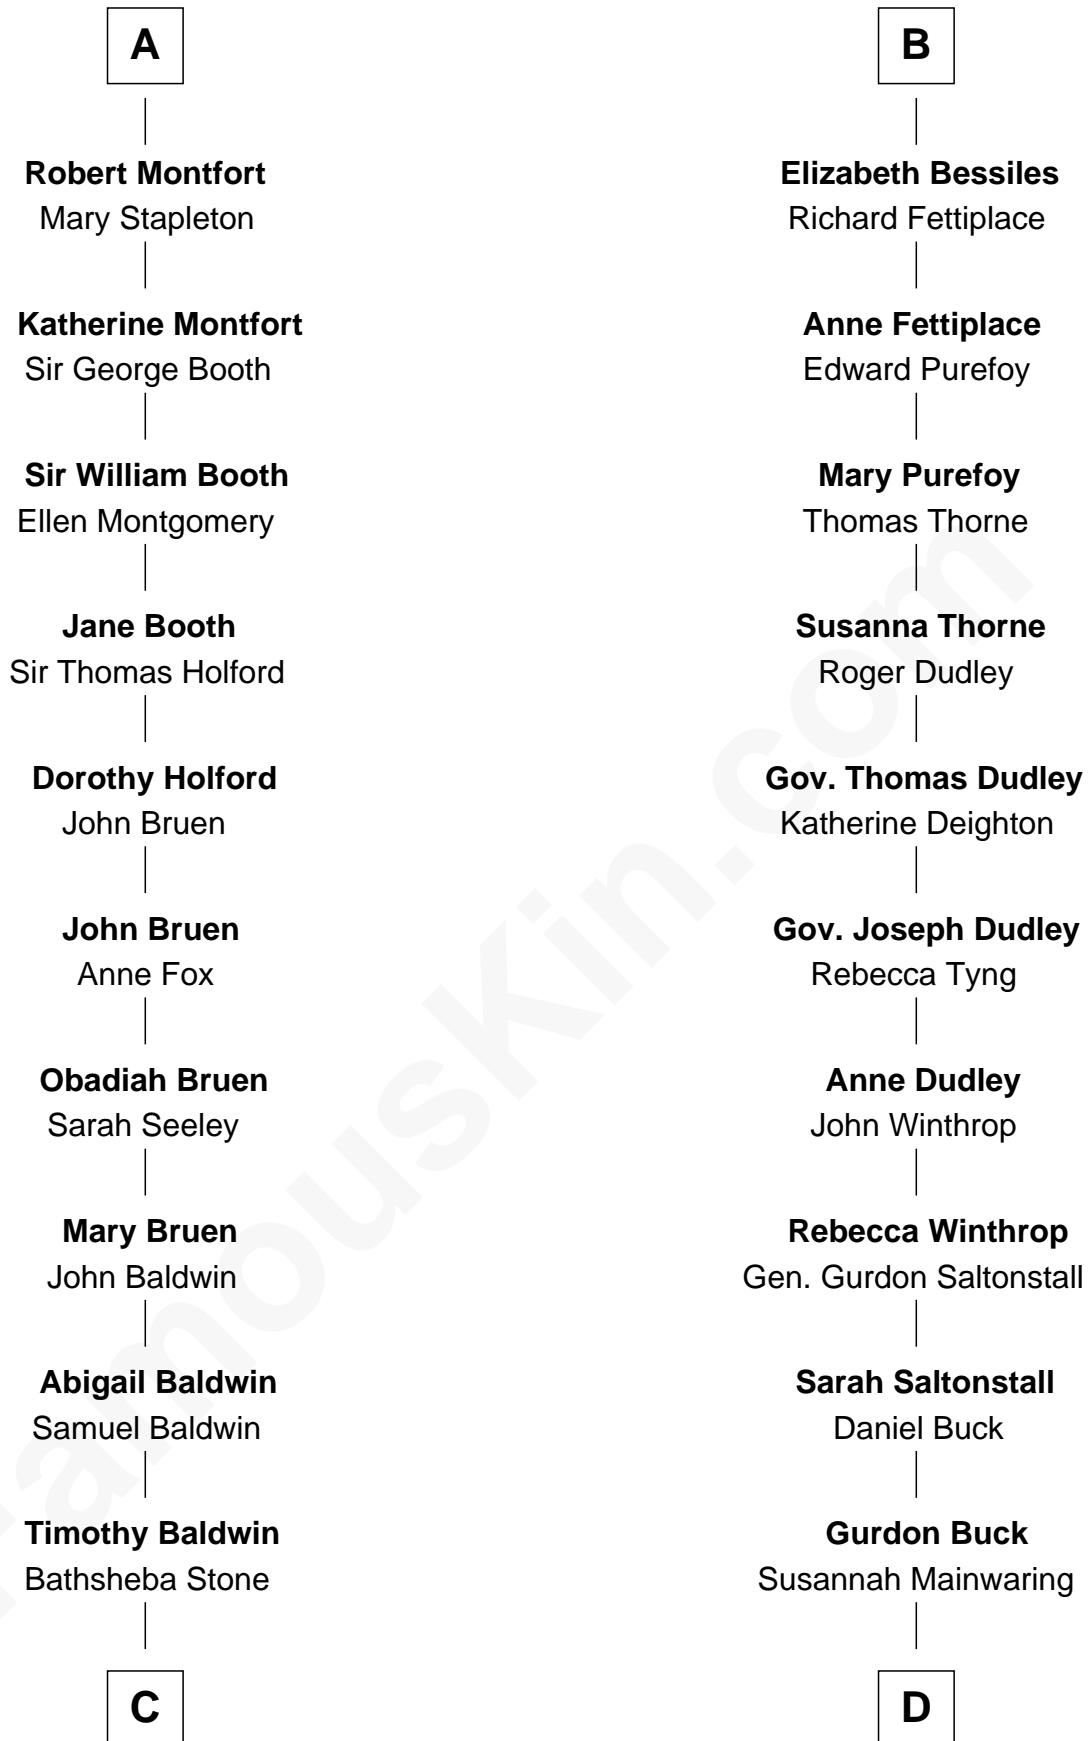 A
Robert Montfort
Mary Stapleton
Katherine Montfort
Sir George Booth
Sir William Booth
Ellen Montgomery
Jane Booth
Sir Thomas Holford
Dorothy Holford
John Bruen
John Bruen
Anne Fox
Obadiah Bruen
Sarah Seeley
Mary Bruen
John Baldwin
Abigail Baldwin
Samuel Baldwin
Timothy Baldwin
Bathsheba Stone
C
B
Elizabeth Bessiles
Richard Fettiplace
Anne Fettiplace
Edward Purefoy
Mary Purefoy
Thomas Thorne
Susanna Thorne
Roger Dudley
Gov. Thomas Dudley
Katherine Deighton
Gov. Joseph Dudley
Rebecca Tyng
Anne Dudley
John Winthrop
Rebecca Winthrop
Gen. Gurdon Saltonstall
Sarah Saltonstall
Daniel Buck
Gurdon Buck
Susannah Mainwaring
D
FamousKin.com